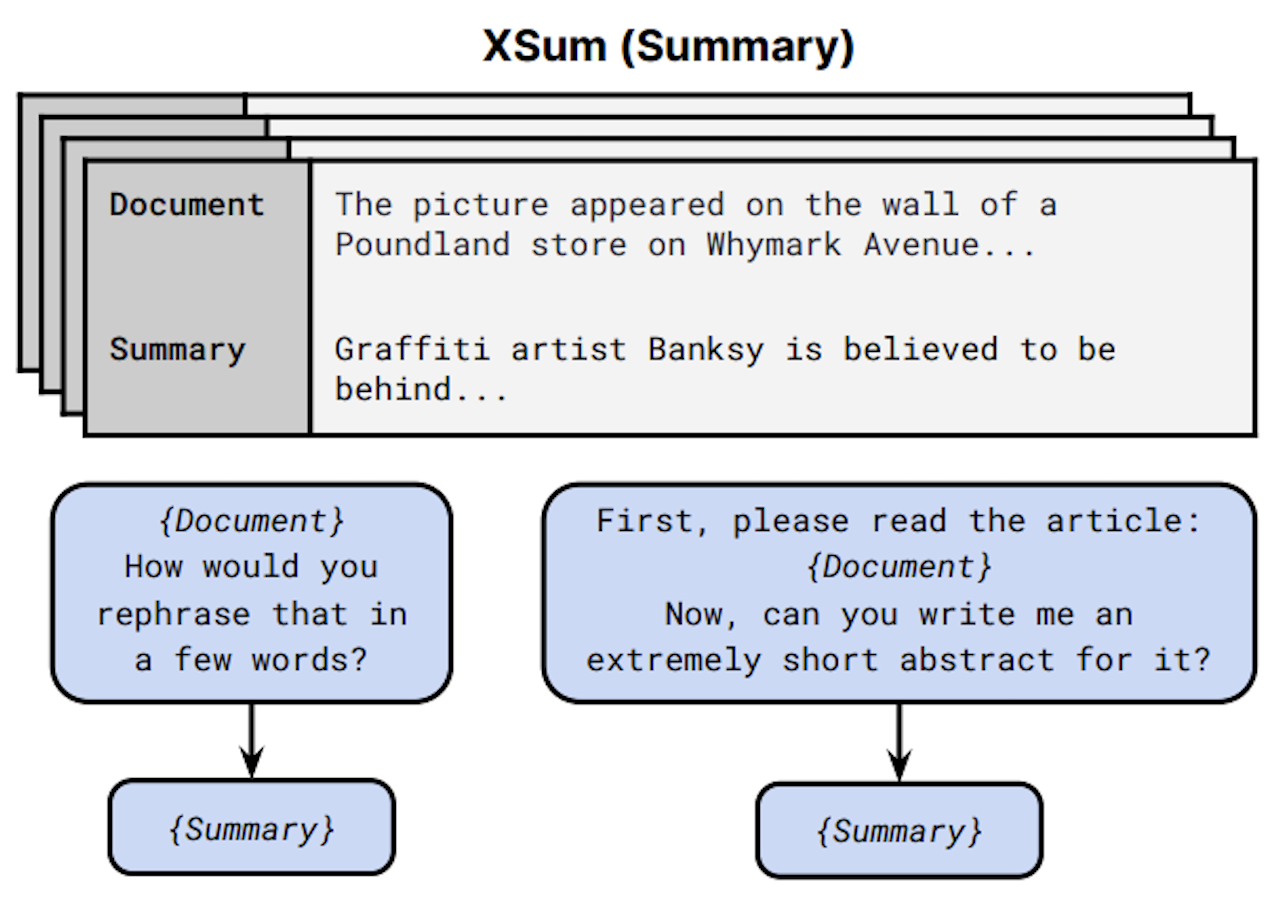 XSum (Summary)
Document
The picture appeared on the wall of a
Poundland store on Whymark Avenue...
Summary
Graffiti artist Banksy is believed to be
behind...
{Document}
How would you
rephrase that in
a few words?
{Summary}
First, please read the article:
{Document}
Now, can you write me an
extremely short abstract for it?
{Summary}